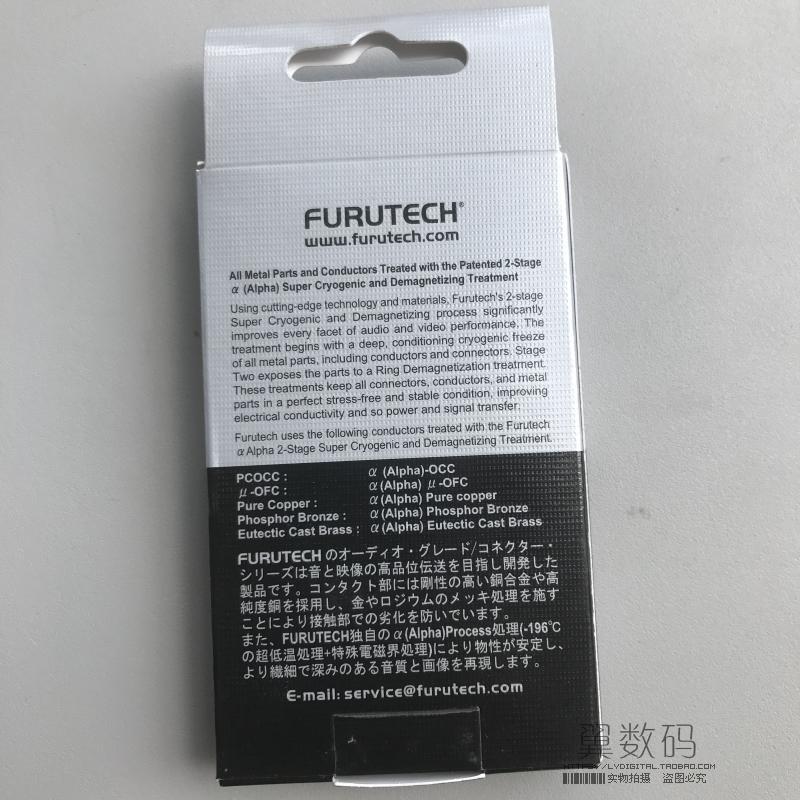 FURUTECH®
www.furutech.com
All Metal Parts and Conductors Treated with the Patented 2-Stage
α (Alpha) Super Cryogenic and Demagnetizing Treatment
Using cutting-edge technology and materials, Furutech's 2-stage
Super Cryogenic and Demagnetizing process significantly
improves every facet of audio and video performance. The
treatment begins with a deep, conditioning cryogenic freeze
of all metal parts, including conductors and connectors. Stage
Two exposes the parts to a Ring Demagnetization treatment.
These treatments keep all connectors, conductors, and metal
parts in a perfect stress-free and stable condition, improving
electrical conductivity and so power and signal transfer.
Furutech uses the following conductors treated with the Furutech
α Alpha 2-Stage Super Cryogenic and Demagnetizing Treatment.
PCOCC : α (Alpha)-OCC
μ-OFC : α (Alpha) μ-OFC
Pure Copper : α (Alpha) Pure copper
Phosphor Bronze : α (Alpha) Phosphor Bronze
Eutectic Cast Brass : α (Alpha) Eutectic Cast Brass
FURUTECH のオーディオ・グレード/コネクター・
シリーズは音と映像の高品位伝送を目指し開発した
製品です。コンタクト部には剛性の高い銅合金や高
純度銅を採用し、金やロジウムのメッキ処理を施す
ことにより接触部での劣化を防いでいます。
また、FURUTECH独自のα(Alpha)Process処理(-196℃
の超低温処理+特殊電磁界処理)により物性が安定し、
より繊細で深みのある音質と画像を再現します。
E-mail: service@furutech.com
翼数码
HTTPS://LYDIGITAL.TAOBAO.COM
实物拍摄 盗图必究